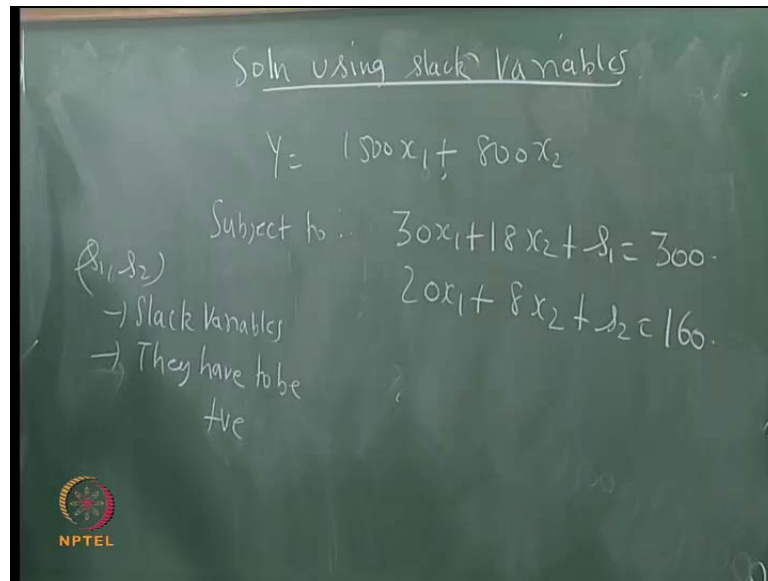 Soln using slack variables
Y = 1500x₁ + 800x₂
Subject to :. 30x₁ + 18x₂ + s₁ = 300.
20x₁ + 8x₂ + s₂ = 160.
(s₁, s₂)
→ Slack Variables
→ They have to be
+ve
NPTEL